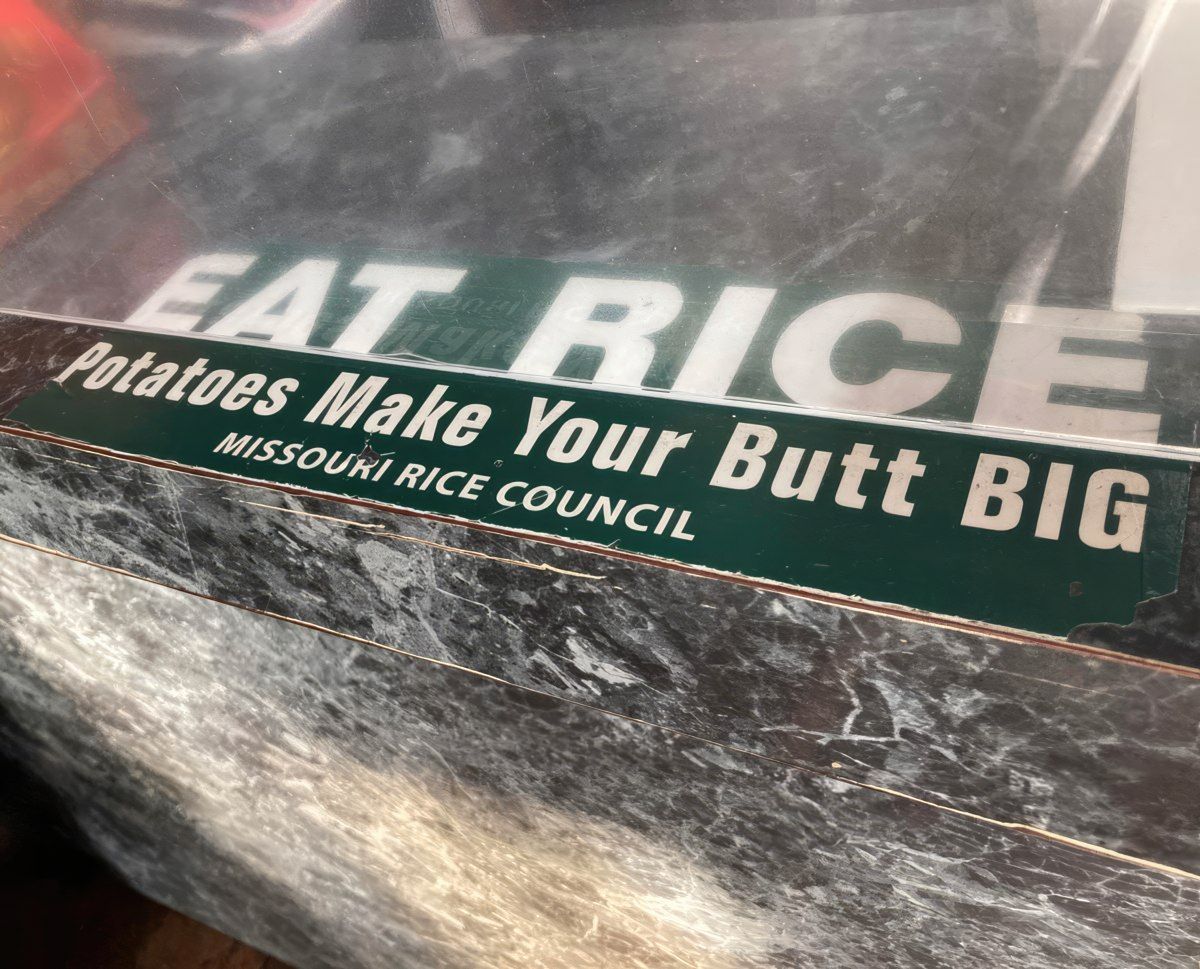 EAT RICE
Potatoes Make Your Butt BIG
MISSOURI RICE COUNCIL